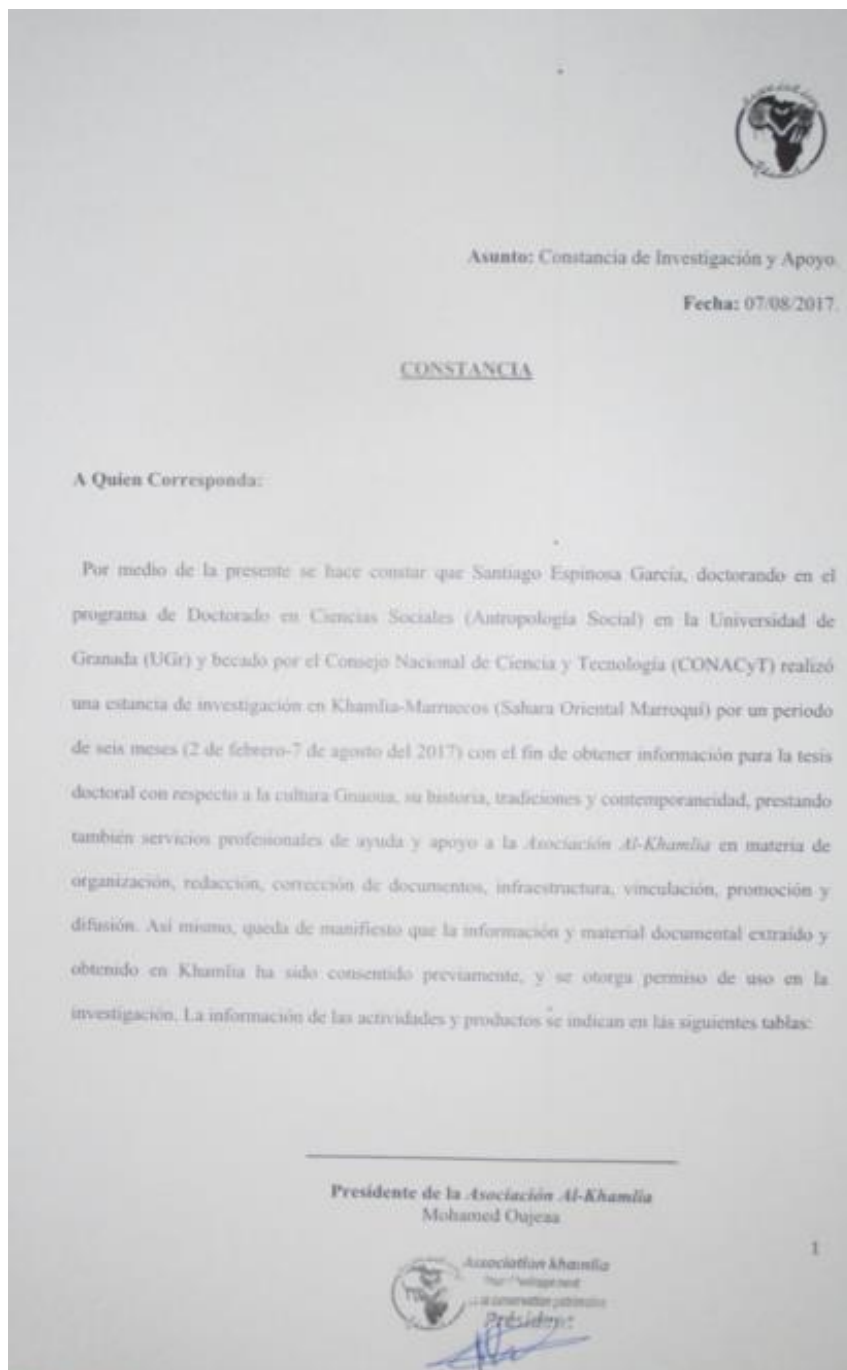 Asunto: Constancia de Investigación y Apoyo.
Fecha: 07/08/2017.
CONSTANCIA
A Quien Corresponda:
Por medio de la presente se hace constar que Santiago Espinosa García, doctorando en el
programa de Doctorado en Ciencias Sociales (Antropología Social) en la Universidad de
Granada (UGr) y becado por el Consejo Nacional de Ciencia y Tecnología (CONACyT) realizó
una estancia de investigación en Khamlia-Marruecos (Sahara Oriental Marroquí) por un periodo
de seis meses (2 de febrero-7 de agosto del 2017) con el fin de obtener información para la tesis
doctoral con respecto a la cultura Gnaoua, su historia, tradiciones y contemporaneidad, prestando
también servicios profesionales de ayuda y apoyo a la Asociación Al-Khamlia en materia de
organización, redacción, corrección de documentos, infraestructura, vinculación, promoción y
difusión. Así mismo, queda de manifiesto que la información y material documental extraído y
obtenido en Khamlia ha sido consentido previamente, y se otorga permiso de uso en la
investigación. La información de las actividades y productos se indican en las siguientes tablas:
Presidente de la Asociación Al-Khamlia
Mohamed Oujeaa
1
Association khamlia
Président